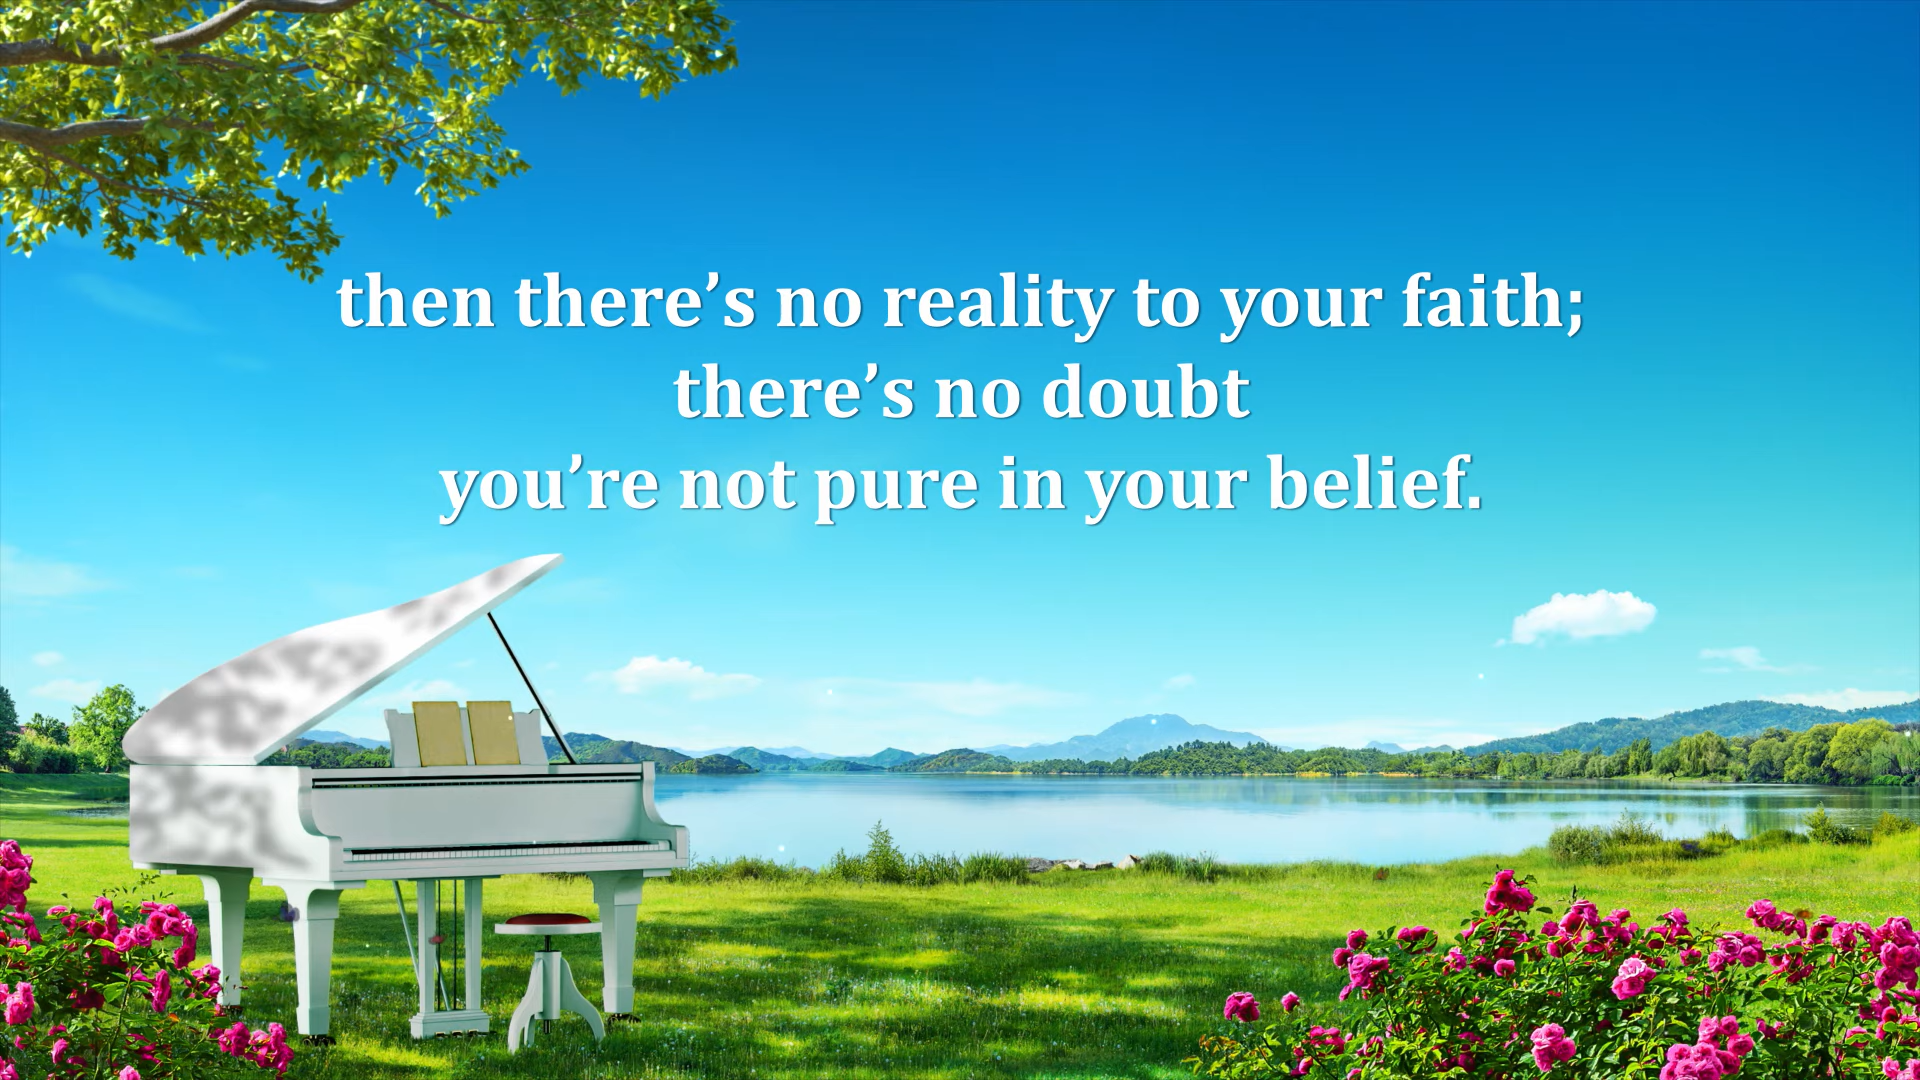 then there’s no reality to your faith;
there’s no doubt
you’re not pure in your belief.